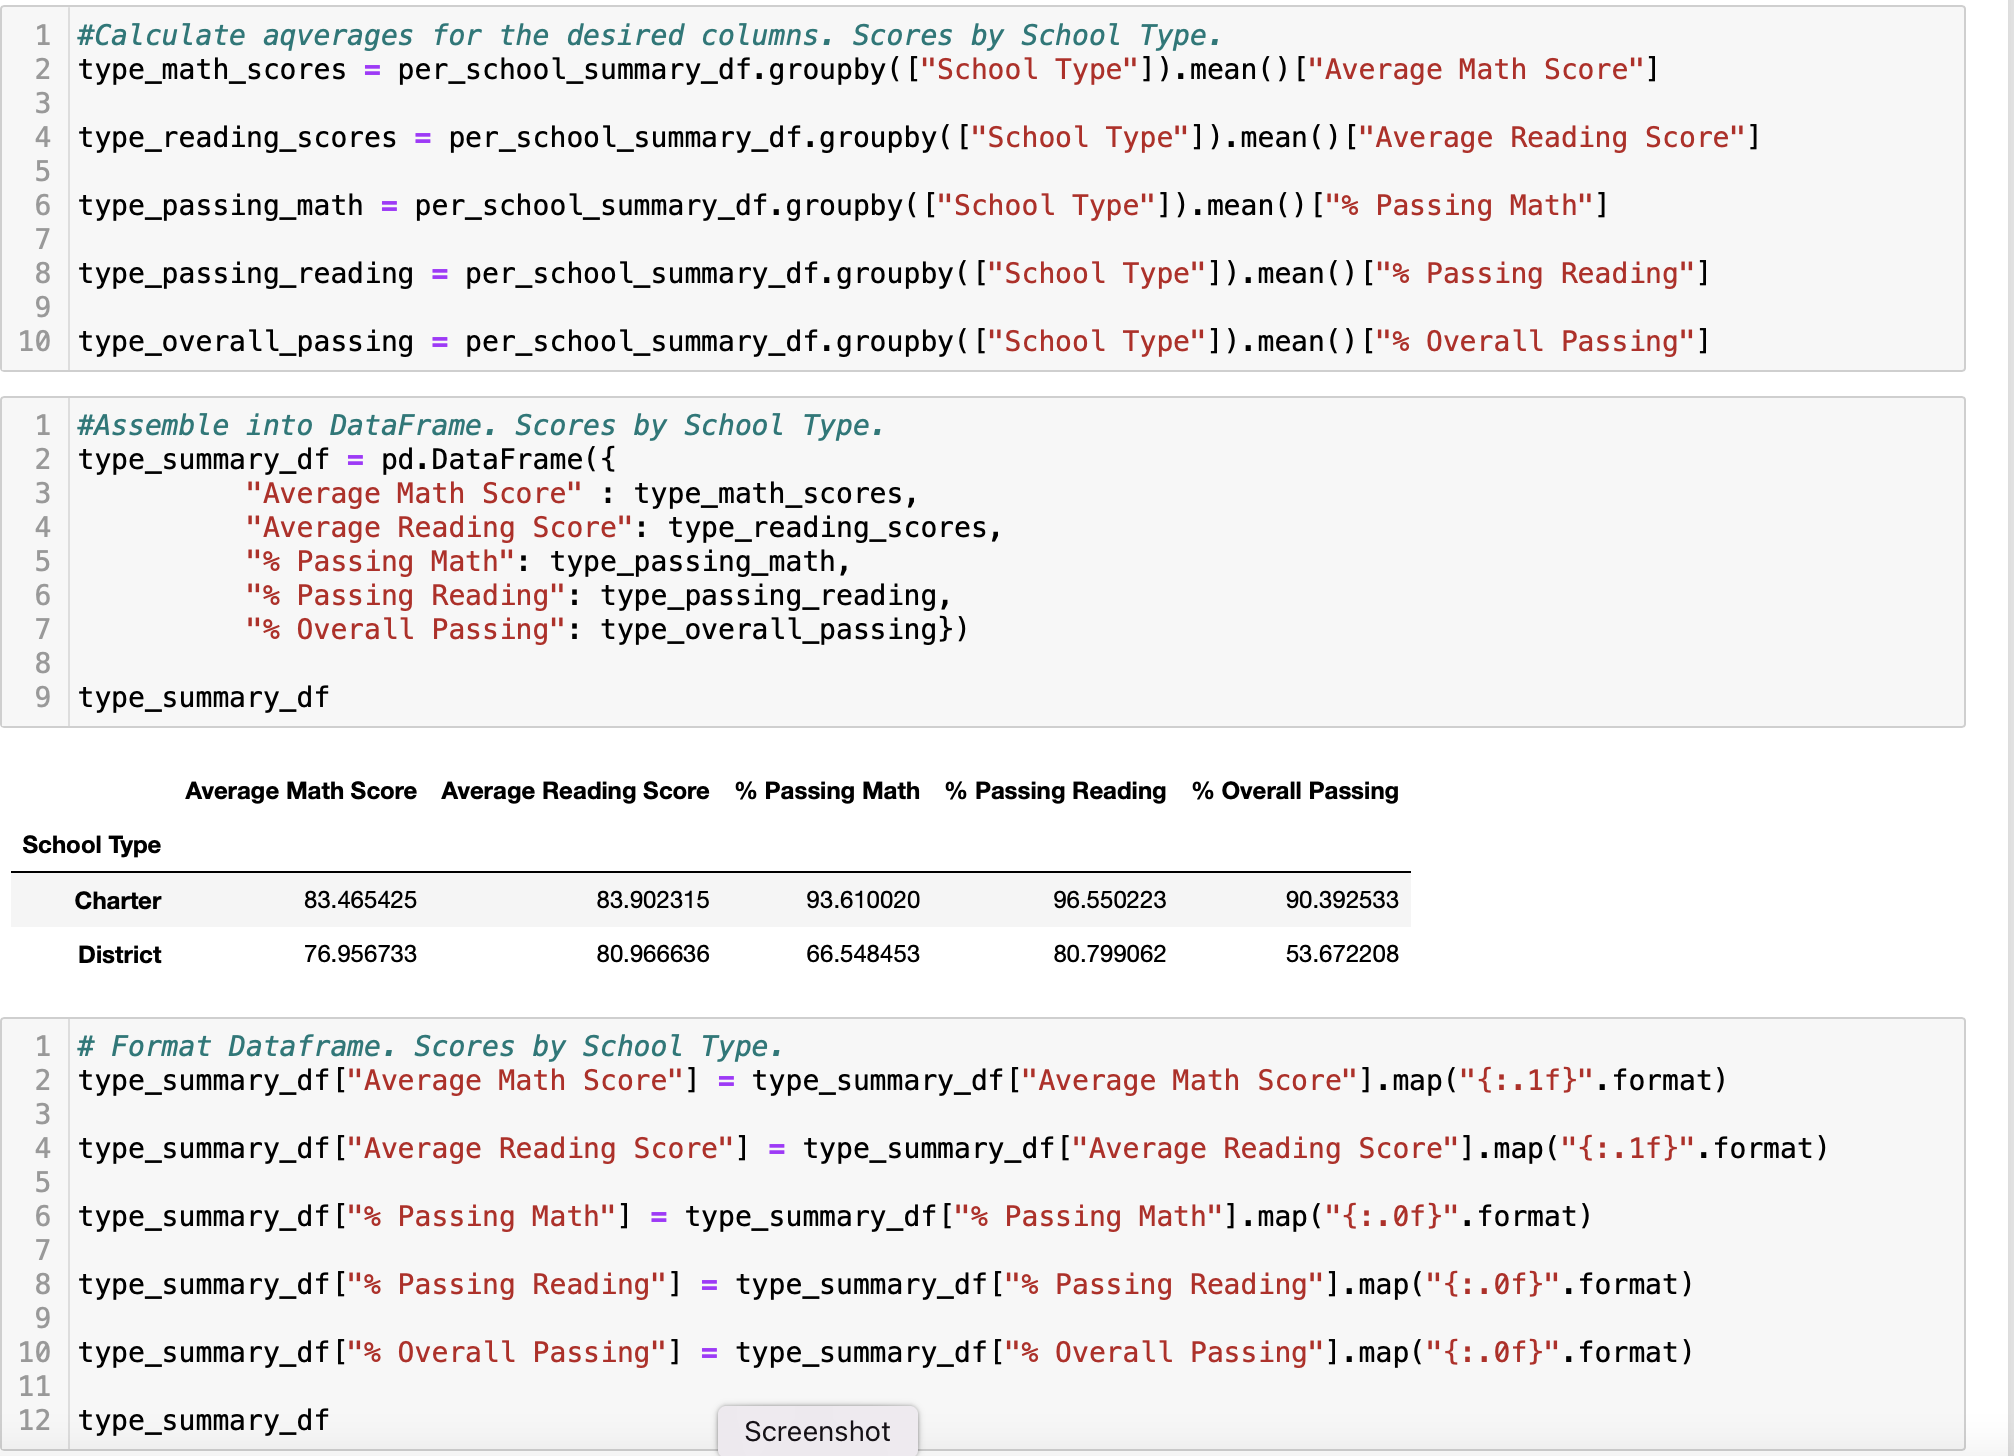 1 #Calculate aqverages for the desired columns. Scores by School Type.
2 type_math_scores = per_school_summary_df.groupby(["School Type"]).mean()["Average Math Score"]
3
4 type_reading_scores = per_school_summary_df.groupby(["School Type"]).mean()["Average Reading Score"]
5
6 type_passing_math = per_school_summary_df.groupby(["School Type"]).mean()["% Passing Math"]
7
8 type_passing_reading = per_school_summary_df.groupby(["School Type"]).mean()["% Passing Reading"]
9
10 type_overall_passing = per_school_summary_df.groupby(["School Type"]).mean()["% Overall Passing"]
1 #Assemble into DataFrame. Scores by School Type.
2 type_summary_df = pd.DataFrame({
3 "Average Math Score" : type_math_scores,
4 "Average Reading Score": type_reading_scores,
5 "% Passing Math": type_passing_math,
6 "% Passing Reading": type_passing_reading,
7 "% Overall Passing": type_overall_passing})
8
9 type_summary_df
Average Math Score Average Reading Score % Passing Math % Passing Reading % Overall Passing
School Type
Charter 83.465425 83.902315 93.610020 96.550223 90.392533
District 76.956733 80.966636 66.548453 80.799062 53.672208
1 # Format Dataframe. Scores by School Type.
2 type_summary_df["Average Math Score"] = type_summary_df["Average Math Score"].map("{:.1f}".format)
3
4 type_summary_df["Average Reading Score"] = type_summary_df["Average Reading Score"].map("{:.1f}".format)
5
6 type_summary_df["% Passing Math"] = type_summary_df["% Passing Math"].map("{:.0f}".format)
7
8 type_summary_df["% Passing Reading"] = type_summary_df["% Passing Reading"].map("{:.0f}".format)
9
10 type_summary_df["% Overall Passing"] = type_summary_df["% Overall Passing"].map("{:.0f}".format)
11
12 type_summary_df
Screenshot